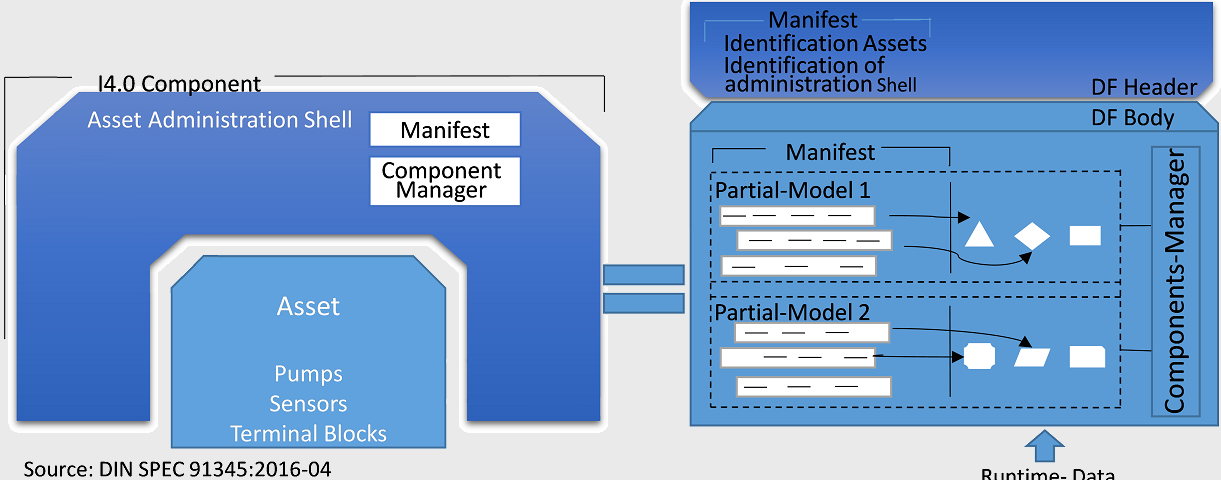 I4.0 Component
Asset Administration Shell
Manifest
Component
Manager
Asset
Pumps
Sensors
Terminal Blocks
Source: DIN SPEC 91345:2016-04
Manifest
Identification Assets
Identification of
administration Shell
DF Header
DF Body
Manifest
Partial-Model 1
Partial-Model 2
Components-Manager
Runtime- Data